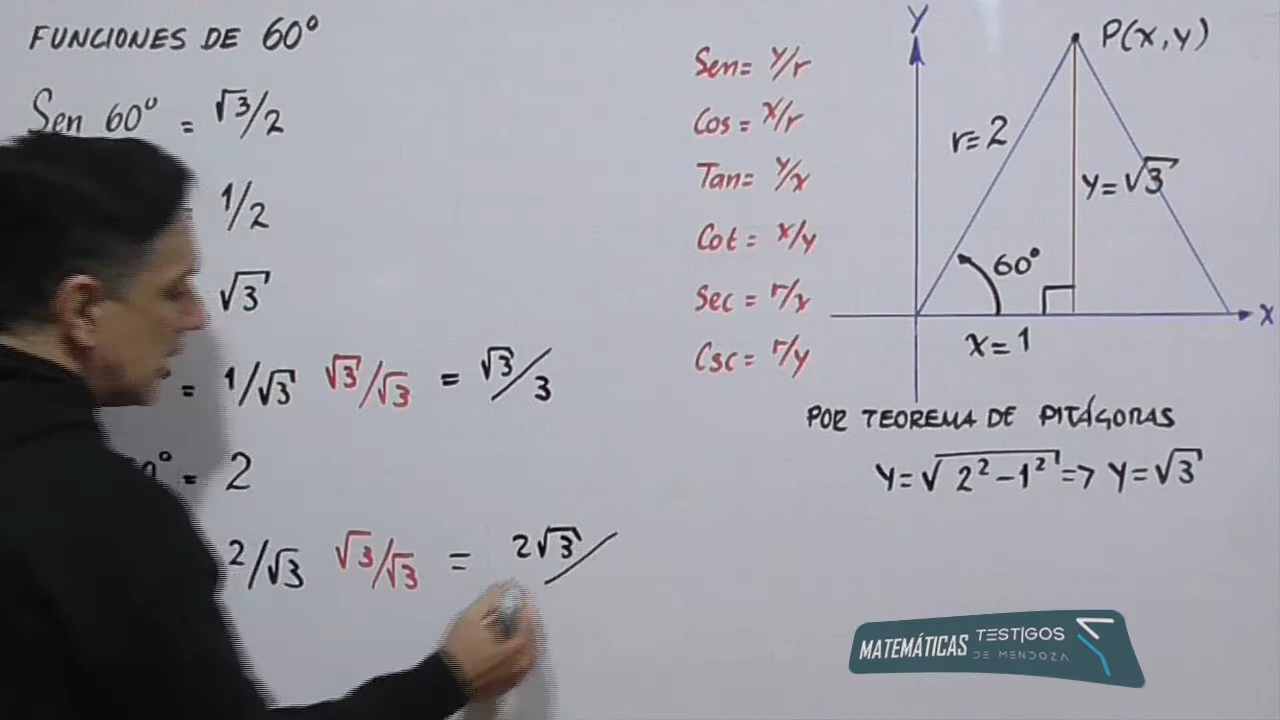 FUNCIONES DE 60°
Sen 60° = √3/2
1/2
√3
= 1/√3 √3/√3 = √3/3
° = 2
2/√3 √3/√3 = 2√3/
Sen= y/r
Cos= x/r
Tan= y/x
Cot = x/y
Sec = r/x
Csc = r/y
Y
P(x,y)
r=2
y=√3
60°
X
x=1
POR TEOREMA DE PITÁGORAS
Y=√2²-1² => Y=√3
MATEMÁTICAS TESTIGOS
DE MENDOZA